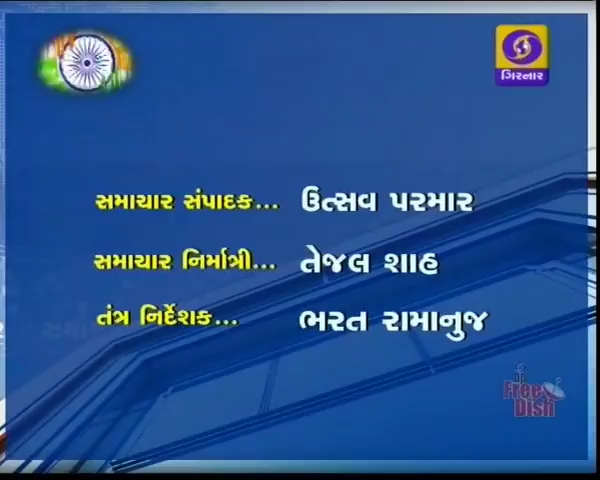 ગિરનાર
સમાચાર સંપાદક... ઉત્સવ પરમાર
સમાચાર નિર્માત્રી... તેજલ શાહ
તંત્ર નિર્દેશક... ભરત રામાનુજ
Free
Dish